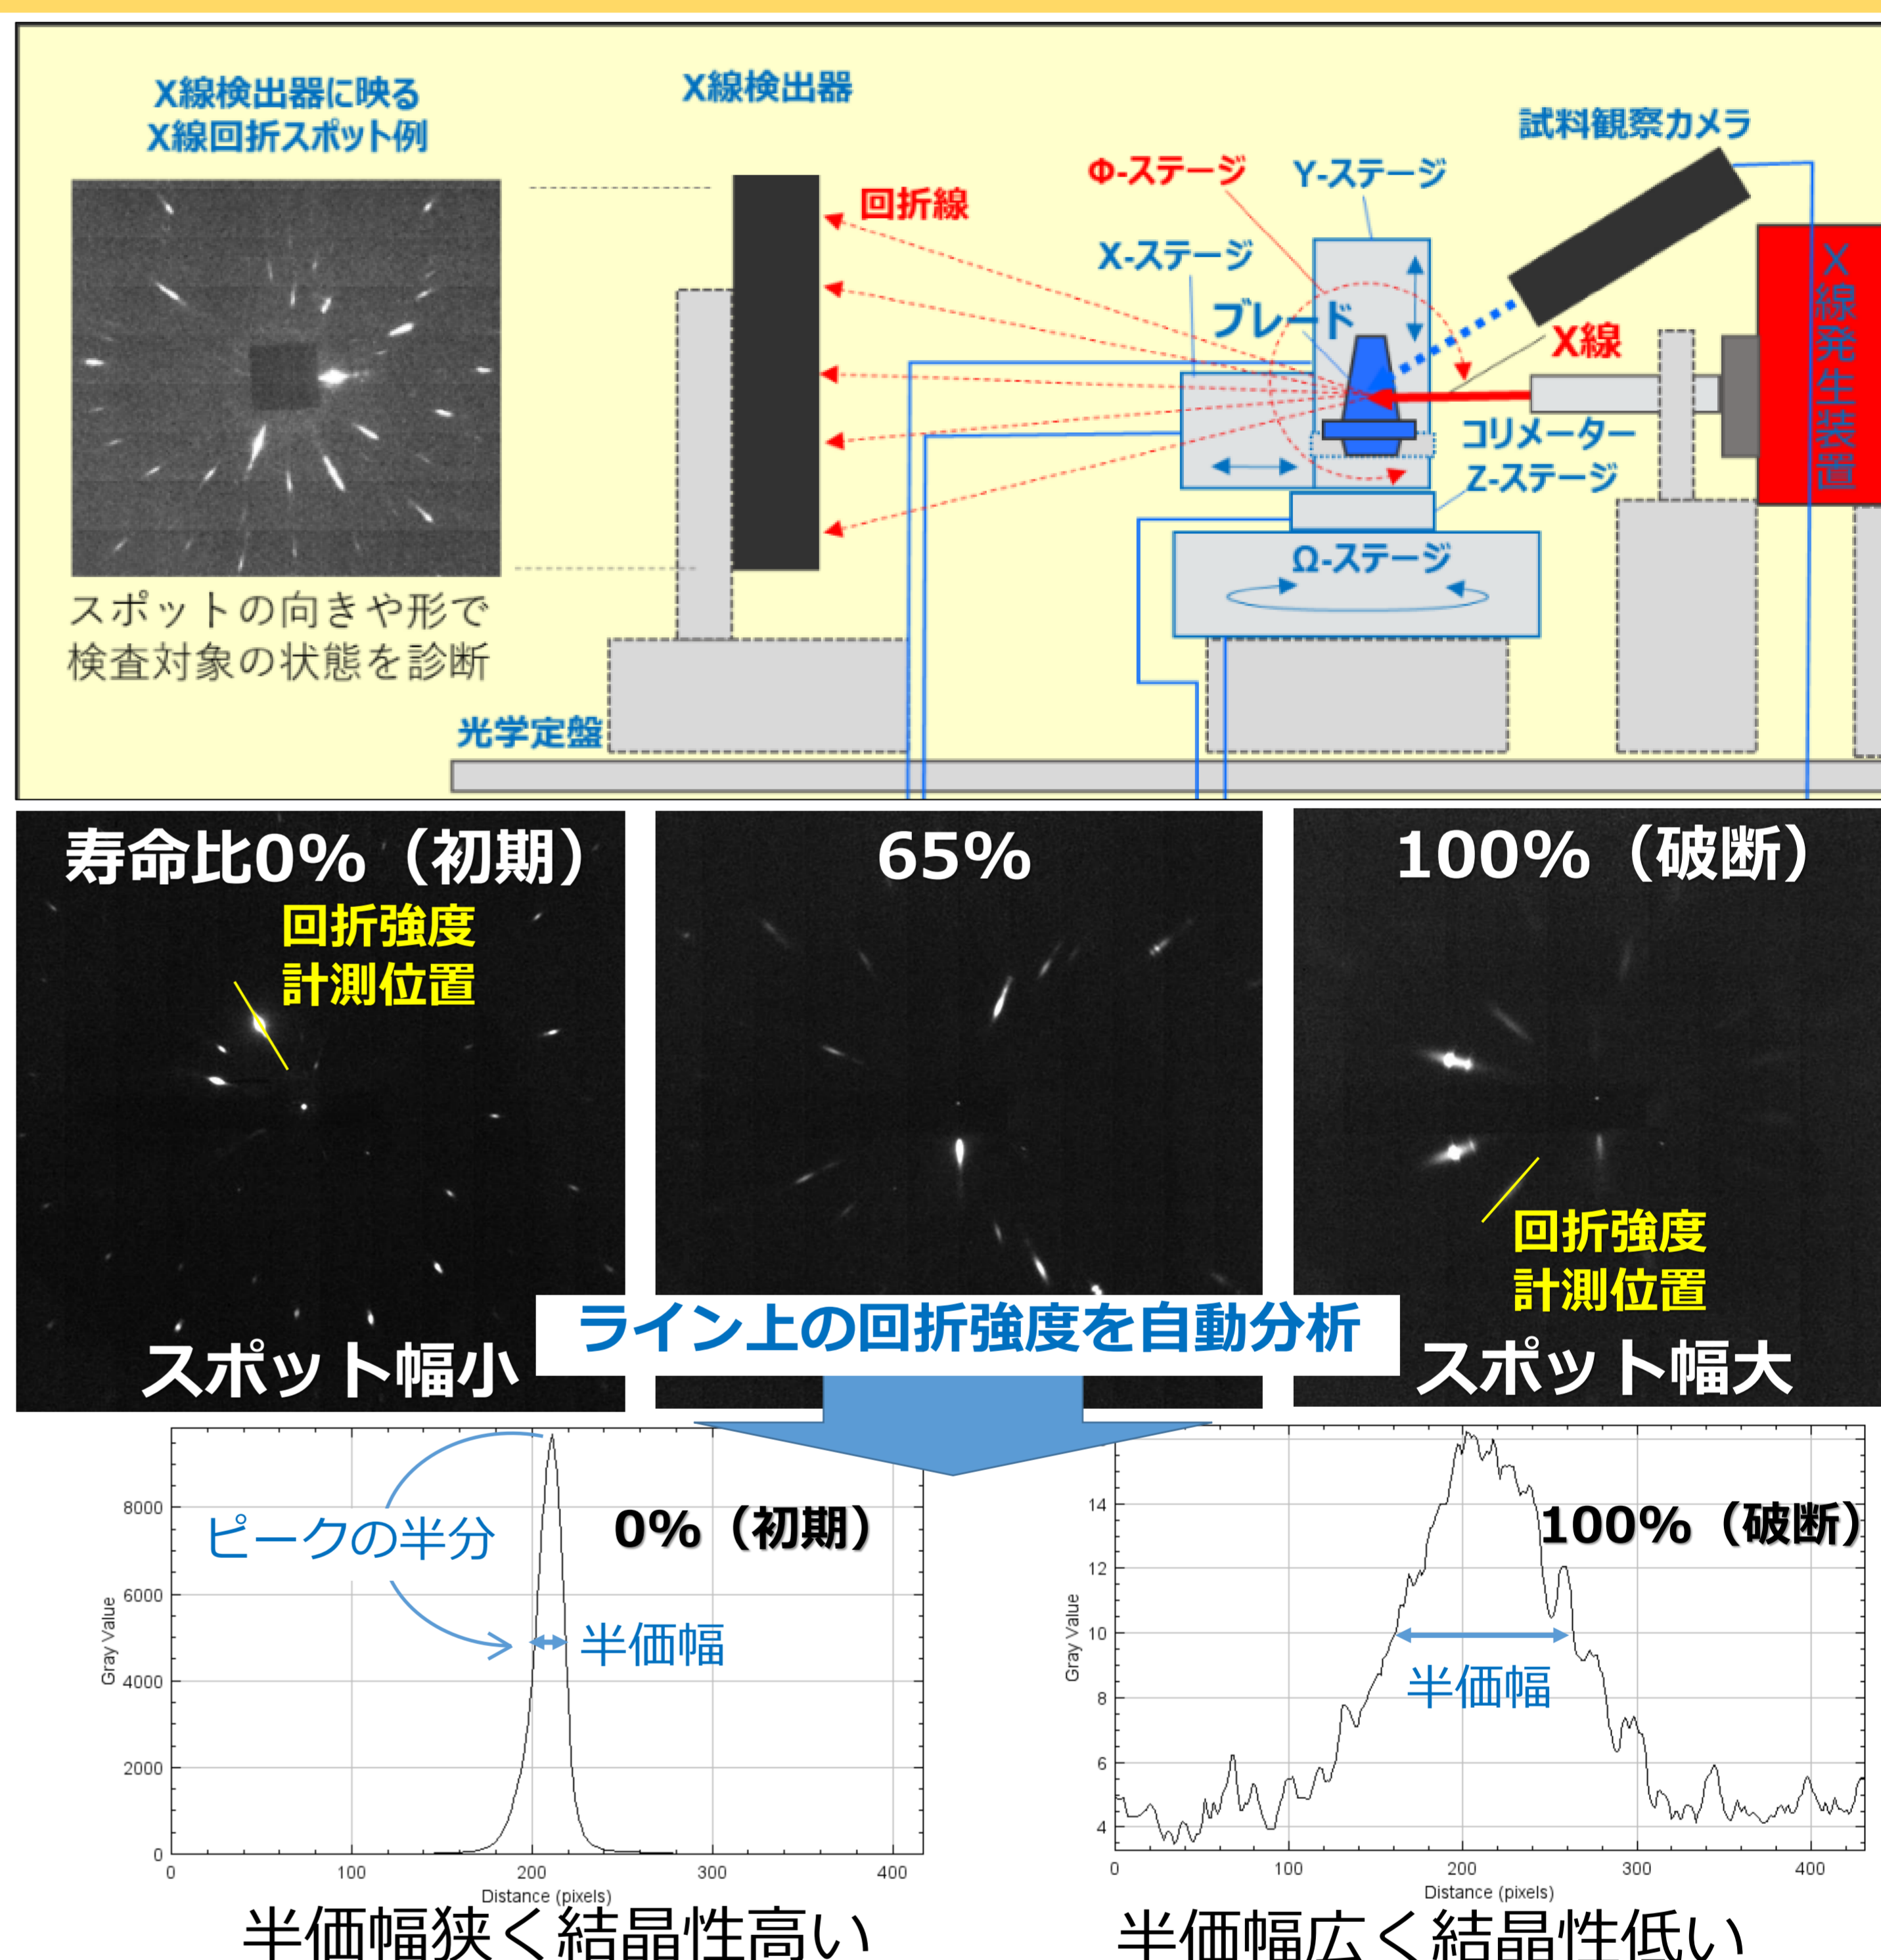 X線検出器に映る
X線回折スポット例
X線検出器
試料観察カメラ
Φ-ステージ
Y-ステージ
回折線
X-ステージ
ブレード
X線
X線発生装置
コリメーター
Z-ステージ
Ω-ステージ
スポットの向きや形で
検査対象の状態を診断
光学定盤
寿命比0%（初期）
65%
100%（破断）
回折強度
計測位置
回折強度
計測位置
スポット幅小
ライン上の回折強度を自動分析
スポット幅大
8000
6000
4000
2000
0
Gray Value
ピークの半分
0%（初期）
半価幅
0
100
200
300
400
Distance (pixels)
半価幅狭く結晶性高い
14
12
10
8
6
4
Gray Value
100%（破断）
半価幅
0
100
200
300
400
Distance (pixels)
半価幅広く結晶性低い